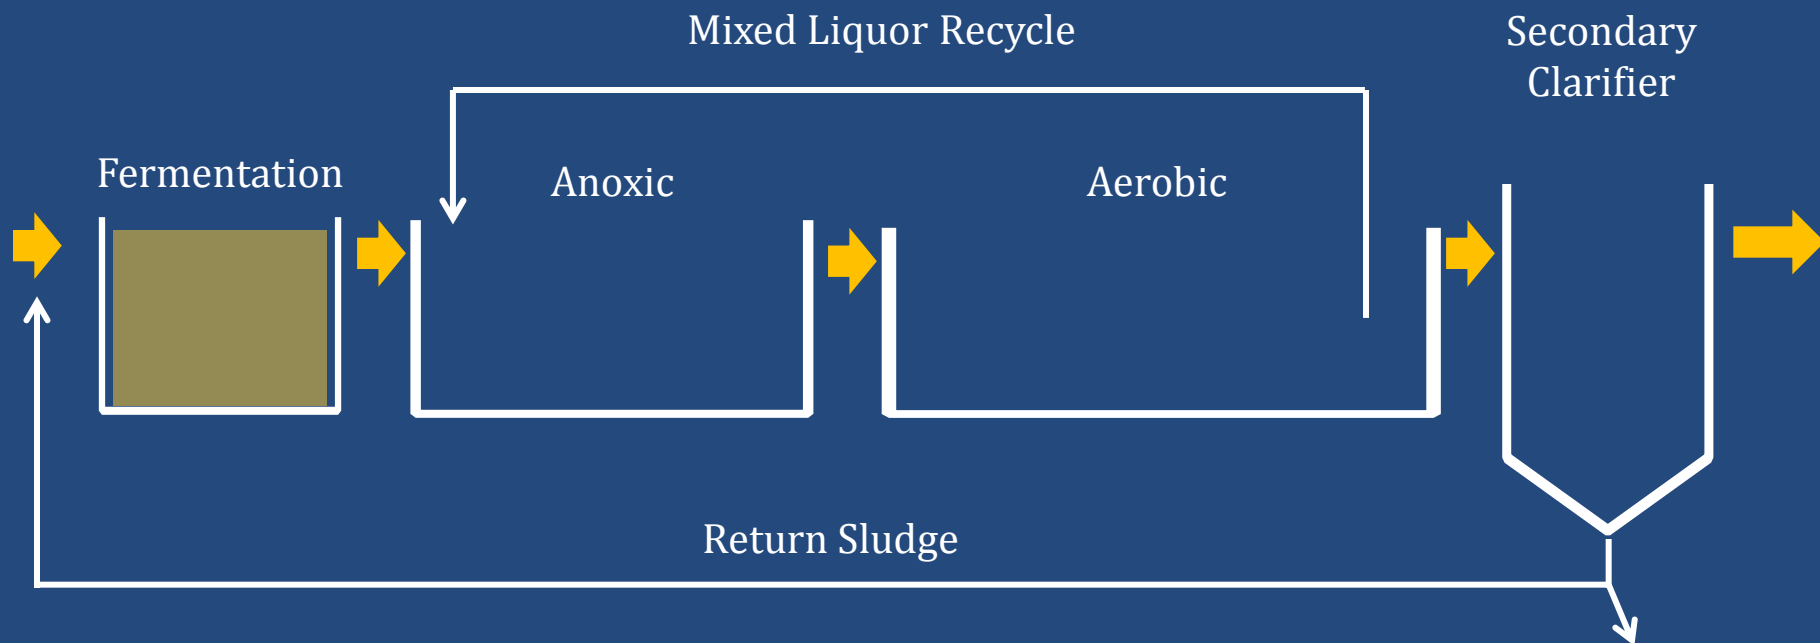 Mixed Liquor Recycle
Secondary
Clarifier
Fermentation
Anoxic
Aerobic
Return Sludge